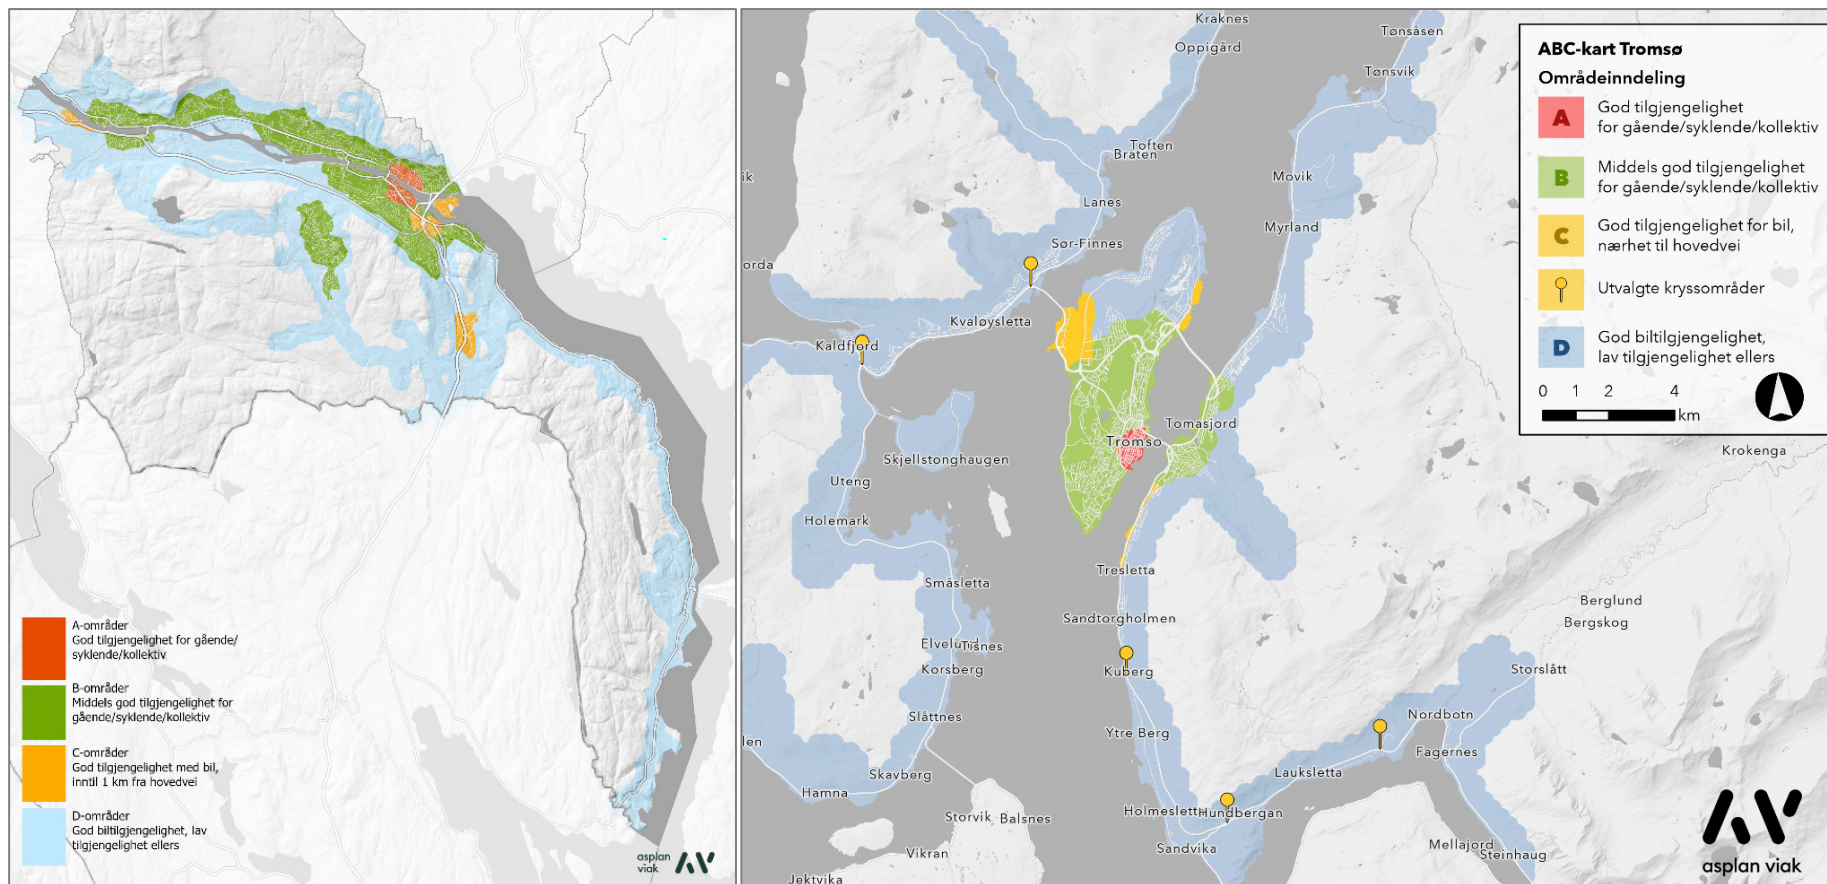 A-områder
God tilgjengelighet for gående/
syklende/kollektiv
B-områder
Middels god tilgjengelighet for
gående/syklende/kollektiv
C-områder
God tilgjengelighet med bil,
inntil 1 km fra hovedvei
D-områder
God biltilgjengelighet, lav
tilgjengelighet ellers
asplan
viak
Kraknes
Oppigård
Tønsåsen
Tønsvik
Toften
Bråten
ik
Movik
Lanes
Myrland
Sør-Finnes
orda
Kvaløysletta
Kaldfjord
Tomasjord
Tromsø
Skjellstonghaugen
Krokenga
Uteng
Holemark
Tresletta
Småsletta
Berglund
Sandtorgholmen
Bergskog
Elvelund
Tisnes
Korsberg
Kuberg
Storslått
Slåttnes
Nordbotn
Ytre Berg
len
Fagernes
Skavberg
Lauksletta
Hamna
Storvik
Balsnes
Holmeslett
Hundbergan
Vikran
Sandvika
Mellajord
Steinhaug
Jektvika
ABC-kart Tromsø
Områdeinndeling
A
God tilgjengelighet
for gående/syklende/kollektiv
B
Middels god tilgjengelighet
for gående/syklende/kollektiv
C
God tilgjengelighet for bil,
nærhet til hovedvei
Utvalgte kryssområder
D
God biltilgjengelighet,
lav tilgjengelighet ellers
0 1 2 4
km
asplan viak